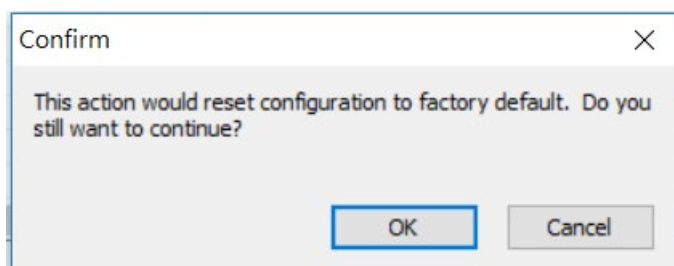 Confirm
This action would reset configuration to factory default.  Do you
still want to continue?
OK
Cancel